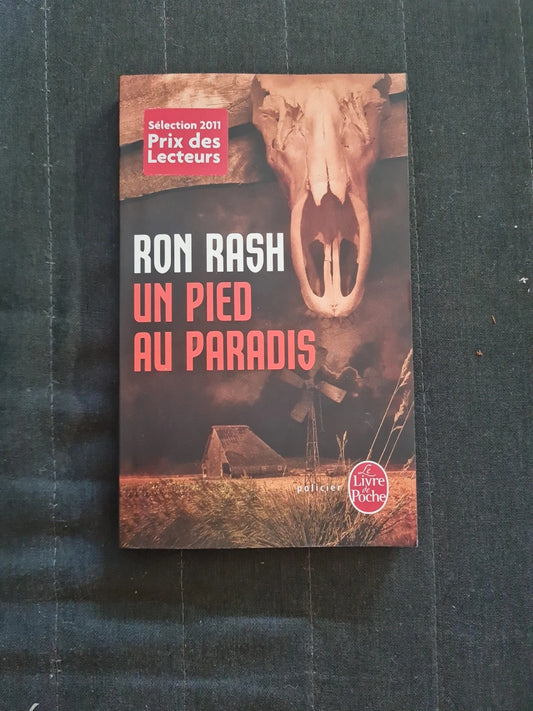 Sélection 2011
Prix des
Lecteurs
RON RASH
UN PIED
AU PARADIS
policier
Le
Livre
de
Poche